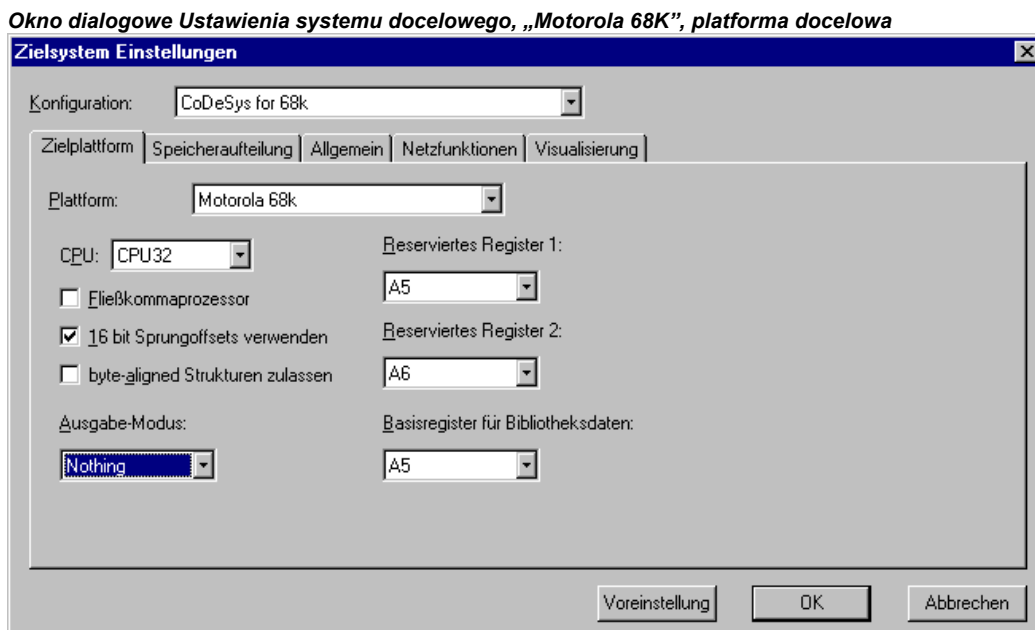 Okno dialogowe Ustawienia systemu docelowego, „Motorola 68K”, platforma docelowa
Zielsystem Einstellungen
Konfiguration: CoDeSys for 68k
Zielplattform Speicheraufteilung Allgemein Netzfunktionen Visualisierung
Plattform: Motorola 68k
CPU: CPU32
Reserviertes Register 1:
A5
Fließkommaprozessor
16 bit Sprungoffsets verwenden
Reserviertes Register 2:
byte-aligned Strukturen zulassen
A6
Ausgabe-Modus:
Basisregister für Bibliotheksdaten:
Nothing
A5
Voreinstellung OK Abbrechen